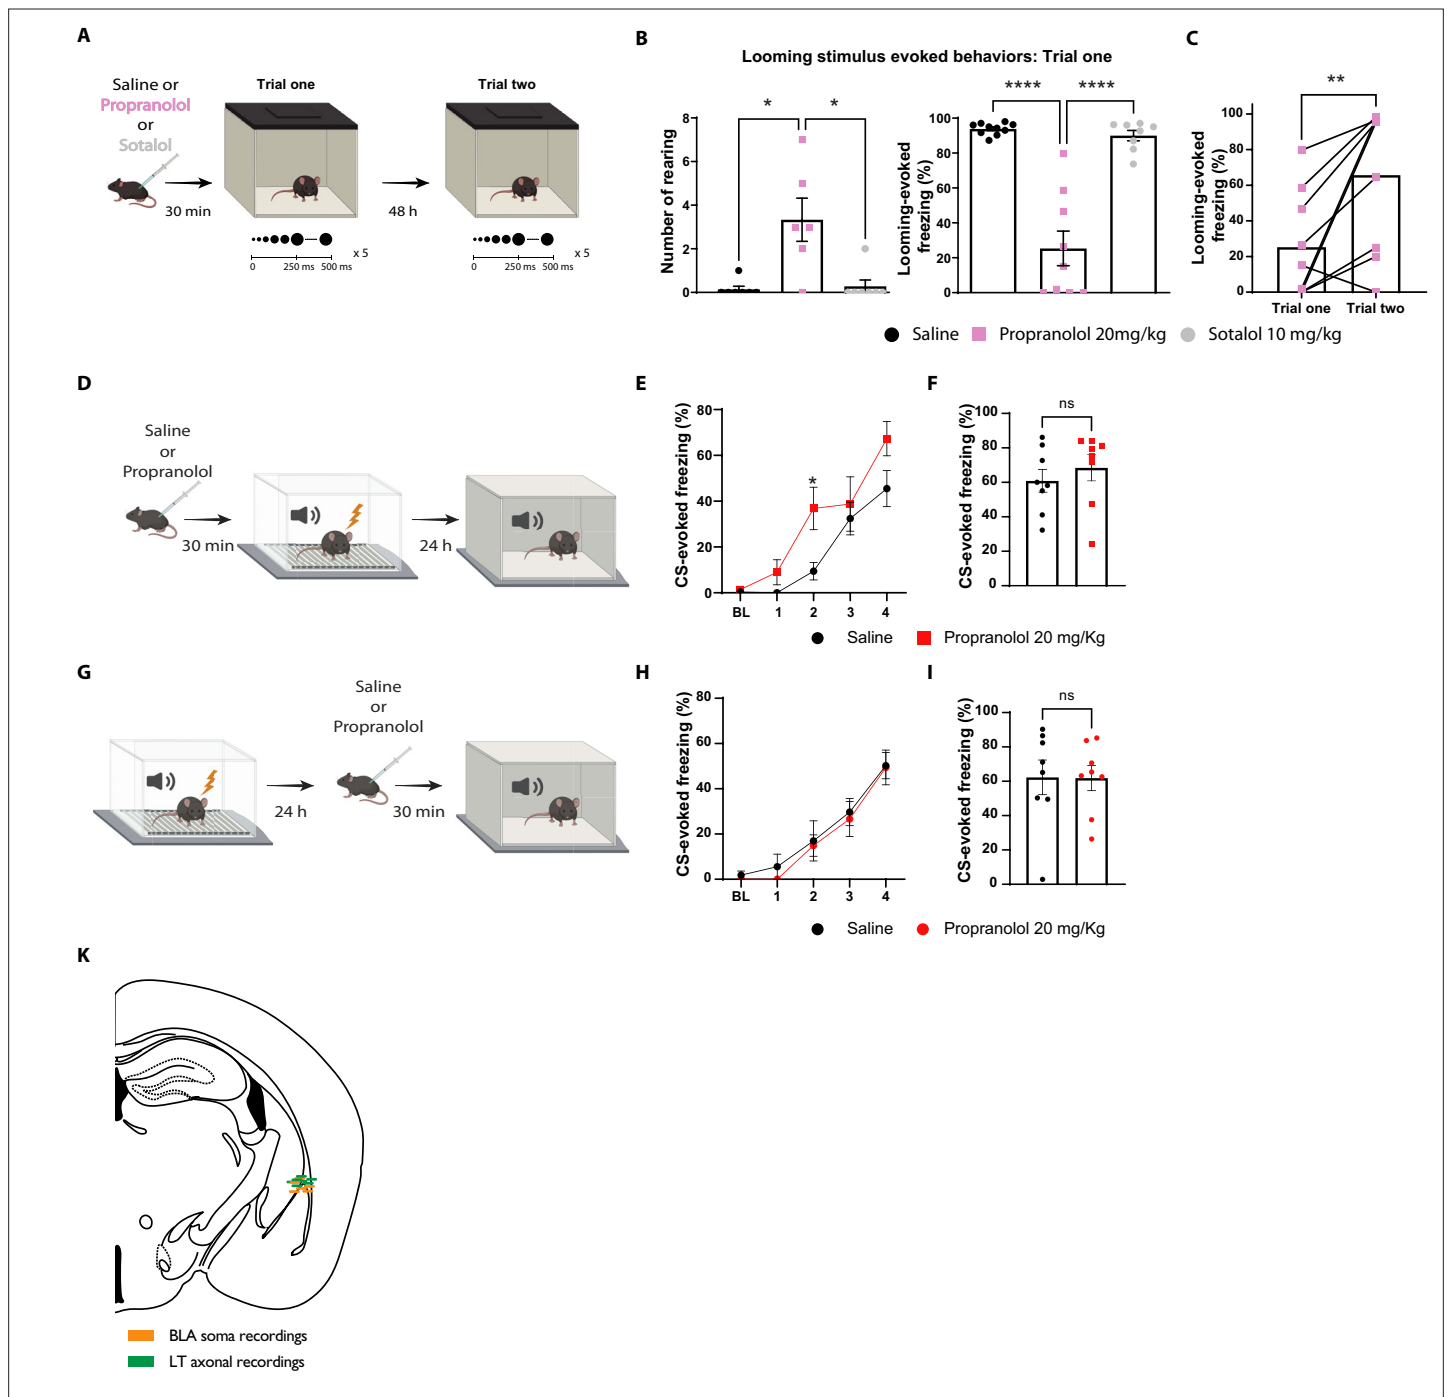 A
Saline or
Propranolol
or
Sotalol
30 min
Trial one
48 h
Trial two
0 250 ms 500 ms x 5
0 250 ms 500 ms x 5
B
Looming stimulus evoked behaviors: Trial one
* *
Number of rearing
8
6
4
2
0
**** ****
Looming-evoked
freezing (%)
100
80
60
40
20
0
C
**
Looming-evoked
freezing (%)
100
80
60
40
20
0
Trial one Trial two
Saline Propranolol 20mg/kg Sotalol 10 mg/kg
D
Saline
or
Propranolol
30 min
24 h
E
CS-evoked freezing (%)
80
60
40
20
0
*
BL 1 2 3 4
F
ns
CS-evoked freezing (%)
100
80
60
40
20
0
Saline Propranolol 20 mg/Kg
G
24 h
Saline
or
Propranolol
30 min
H
CS-evoked freezing (%)
80
60
40
20
0
BL 1 2 3 4
I
ns
CS-evoked freezing (%)
100
80
60
40
20
0
Saline Propranolol 20 mg/Kg
K
BLA soma recordings
LT axonal recordings